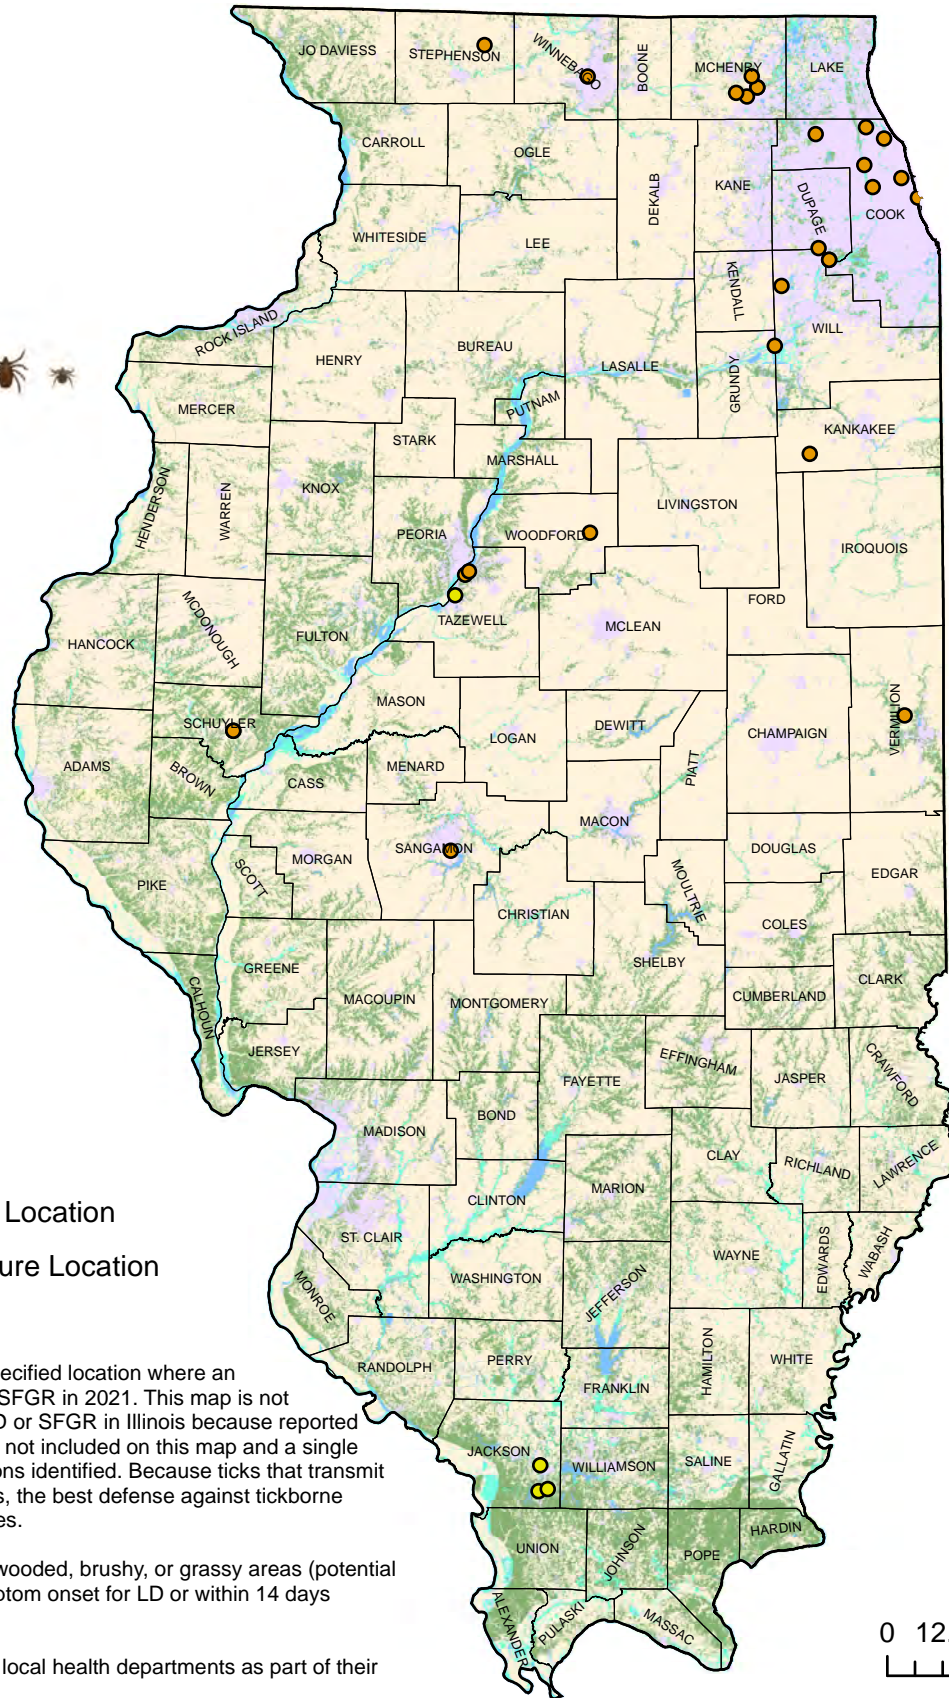 JO DAVIESS
STEPHENSON
WINNEBAGO
BOONE
MCHENRY
LAKE
CARROLL
OGLE
DEKALB
KANE
DUPAGE
COOK
WHITESIDE
LEE
KENDALL
WILL
ROCK ISLAND
HENRY
BUREAU
LASALLE
GRUNDY
MERCER
PUTNAM
KANKAKEE
STARK
MARSHALL
HENDERSON
WARREN
KNOX
PEORIA
WOODFORD
LIVINGSTON
IROQUOIS
FORD
HANCOCK
MCDONOUGH
FULTON
TAZEWELL
MCLEAN
SCHUYLER
MASON
LOGAN
DEWITT
PIATT
CHAMPAIGN
VERMILION
ADAMS
BROWN
CASS
MENARD
MACON
SANGAMON
PIKE
SCOTT
MORGAN
CHRISTIAN
MOULTRIE
DOUGLAS
EDGAR
COLES
SHELBY
GREENE
CALHOUN
MACOUPIN
MONTGOMERY
CUMBERLAND
CLARK
JERSEY
FAYETTE
EFFINGHAM
JASPER
CRAWFORD
MADISON
BOND
CLAY
RICHLAND
LAWRENCE
CLINTON
MARION
ST. CLAIR
WAYNE
EDWARDS
WABASH
MONROE
WASHINGTON
JEFFERSON
RANDOLPH
PERRY
HAMILTON
WHITE
FRANKLIN
JACKSON
WILLIAMSON
SALINE
GALLATIN
UNION
JOHNSON
POPE
HARDIN
ALEXANDER
PULASKI
MASSAC
Location
ure Location
ecified location where an
SFGR in 2021. This map is not
D or SFGR in Illinois because reported
not included on this map and a single
ons identified. Because ticks that transmit
s, the best defense against tickborne
es.
wooded, brushy, or grassy areas (potential
ptom onset for LD or within 14 days
local health departments as part of their
0 12.